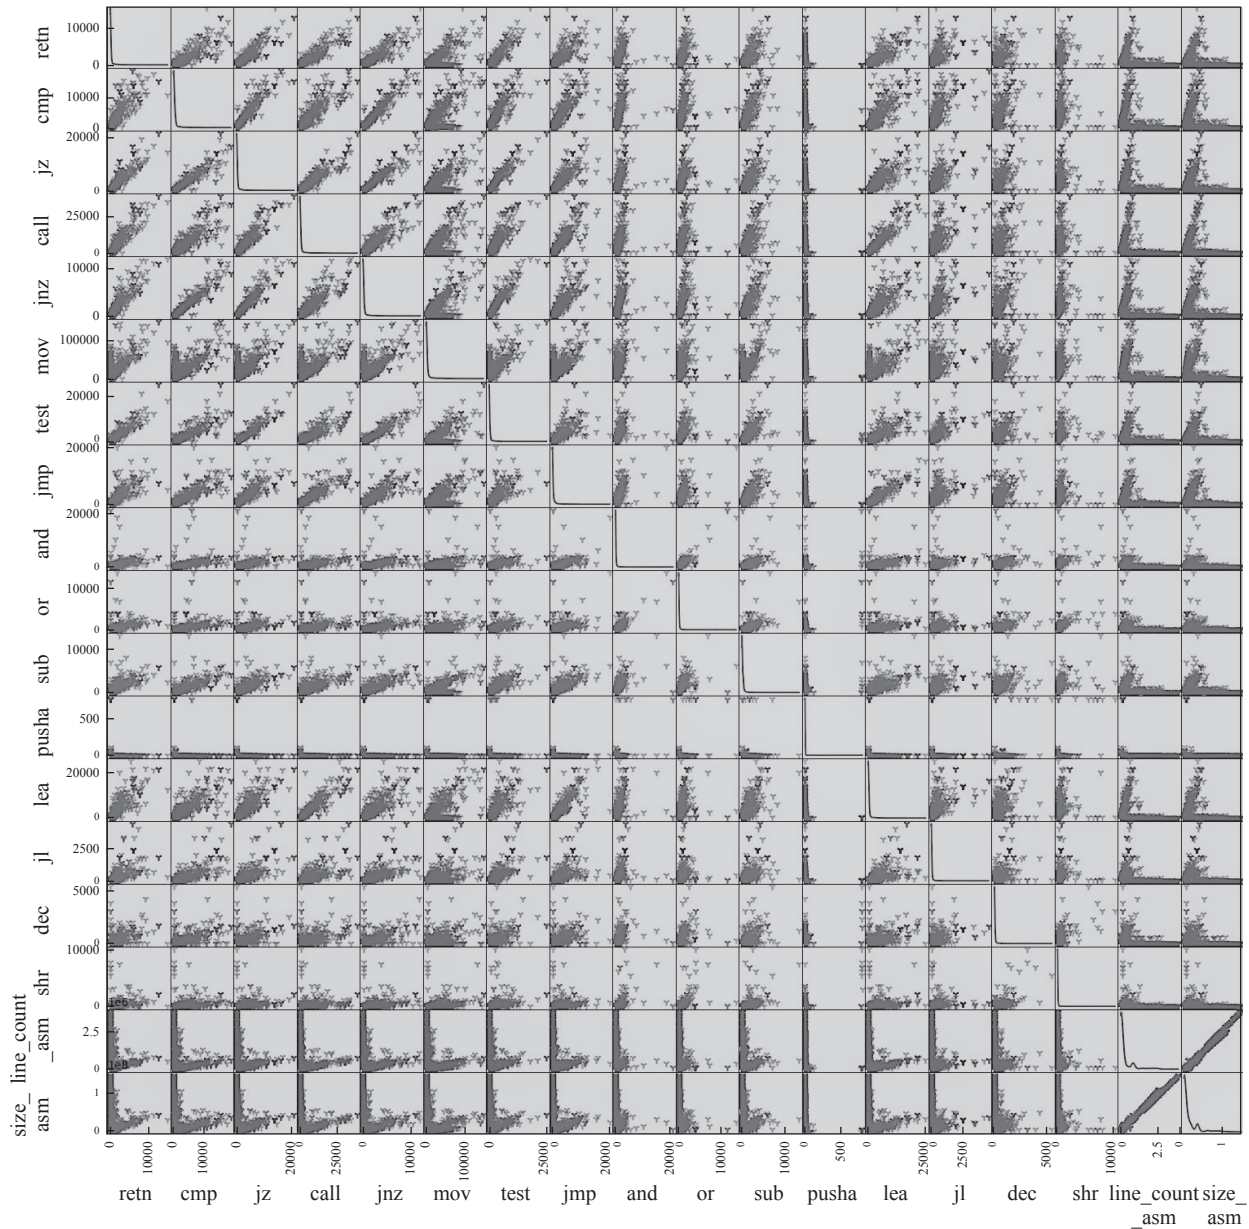 retn 10000 0
cmp 10000 0
jz 20000 0
call 25000 0
jnz 10000 0
mov 100000 0
test 20000 0
jmp 20000 0
and 20000 0
or 10000 0
sub 10000 0
pusha 500 0
lea 20000 0
jl 2500
dec 5000 0
shr 10000 0
1e6
line_count
_asm 2.5 0
1e8
size_
asm 1 0
0 10000 0 10000 0 20000 0 25000 0 10000 0 100000 0 25000 0 20000 0 20000 0 10000 0 10000 0 500 0 25000 0 2500 0 5000 0 10000 0 2.5 0 1
retn cmp jz call jnz mov test jmp and or sub pusha lea jl dec shr line_count size_
_asm asm